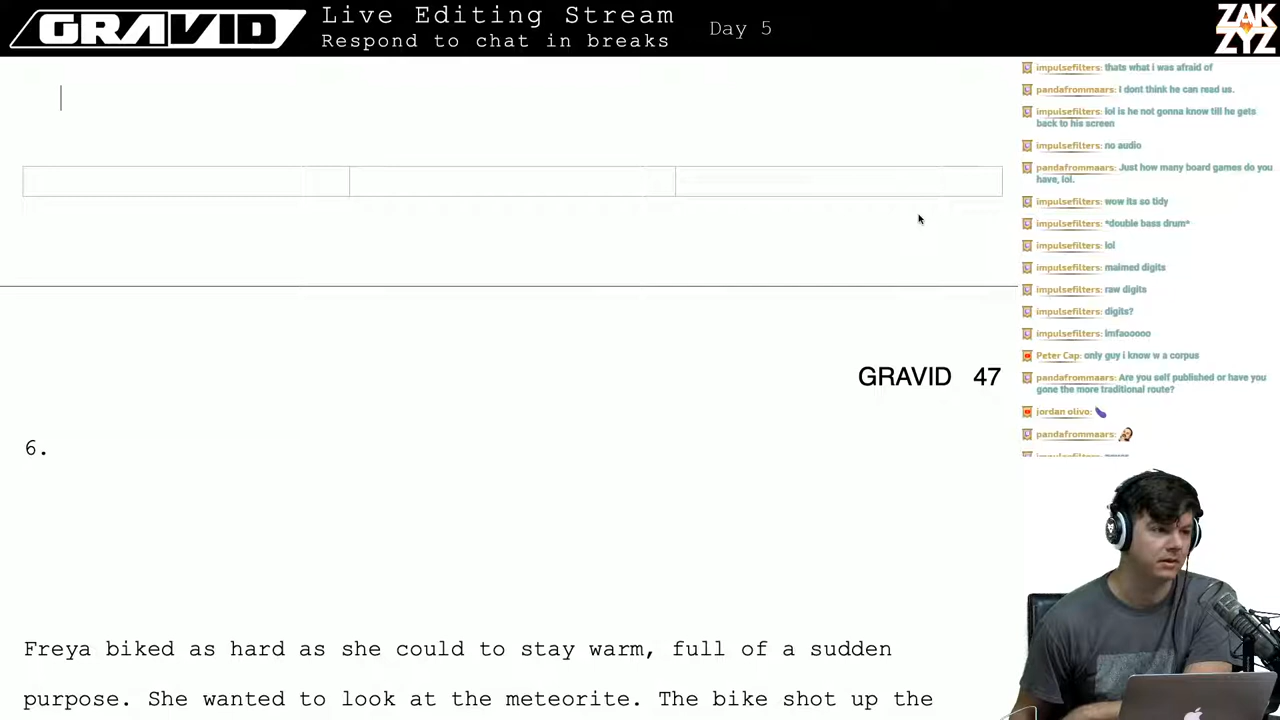 GRAVID
Live Editing Stream
Respond to chat in breaks
Day 5
ZAK
ZYZ
impulsefilters: thats what i was afraid of
pandafrommaars: I dont think he can read us.
impulsefilters: lol is he not gonna know till he gets
back to his screen
impulsefilters: no audio
pandafrommaars: Just how many board games do you
have, lol.
impulsefilters: wow its so tidy
impulsefilters: *double bass drum*
impulsefilters: lol
impulsefilters: maimed digits
impulsefilters: raw digits
impulsefilters: digits?
impulsefilters: lmfaooooo
Peter Cap: only guy i know w a corpus
pandafrommaars: Are you self published or have you
gone the more traditional route?
jordan olivo:
pandafrommaars:
GRAVID 47
6.
Freya biked as hard as she could to stay warm, full of a sudden
purpose. She wanted to look at the meteorite. The bike shot up the